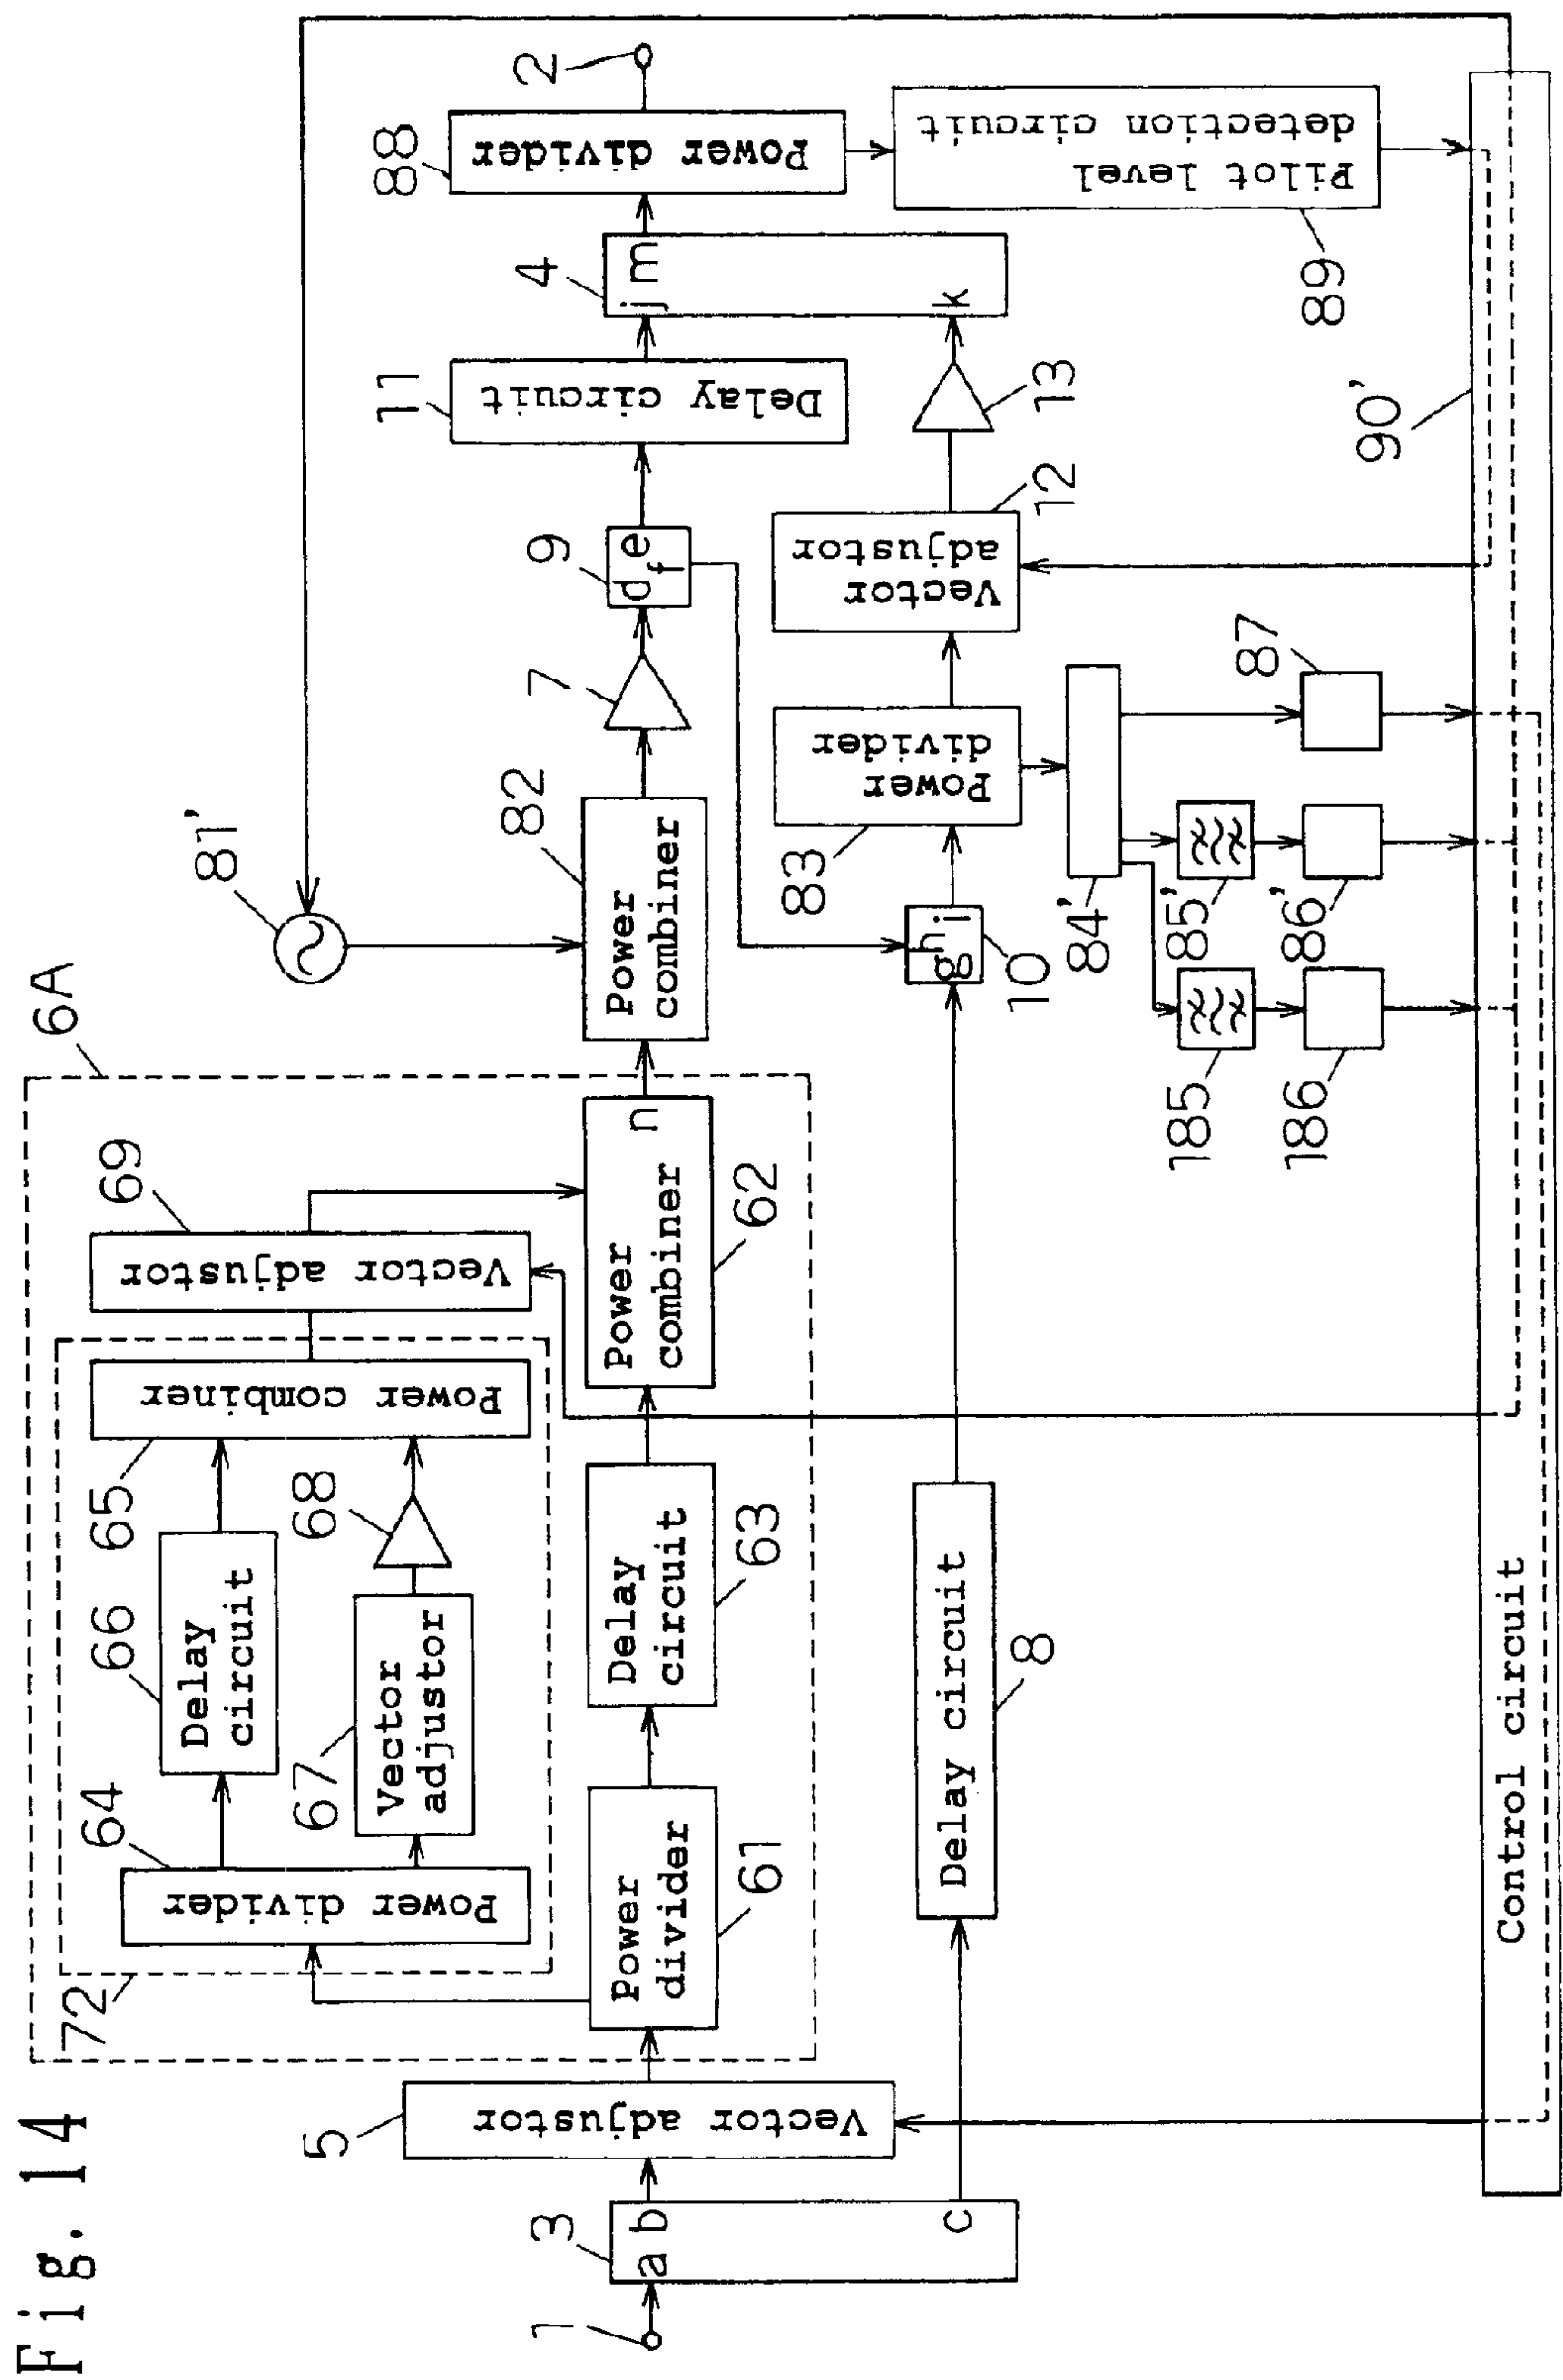 Fig. 14
1
3
a b
c
5
Vector adjustor
6A
72
64
Power divider
66
Delay
circuit
67
Vector
adjustor
68
65
Power combiner
69
Vector adjustor
61
Power
divider
63
Delay
circuit
62
Power
combiner
n
8
Delay circuit
81'
82
Power
combiner
7
9
d e
f
10
g h i
83
Power
divider
84'
85'
86'
87
185
186
11
Delay circuit
12
Vector
adjustor
13
4
j m
k
88
Power divider
2
89
Pilot level
detection circuit
90'
Control circuit